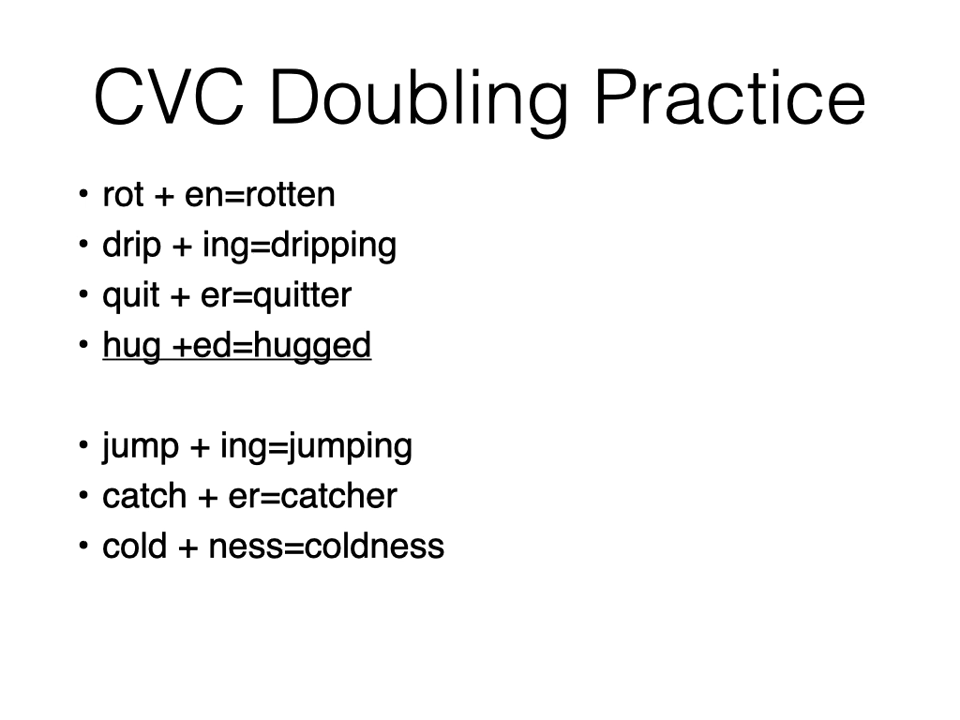 CVC Doubling Practice
• rot + en=rotten
• drip + ing=dripping
• quit + er=quitter
• hug +ed=hugged
• jump + ing=jumping
• catch + er=catcher
• cold + ness=coldness